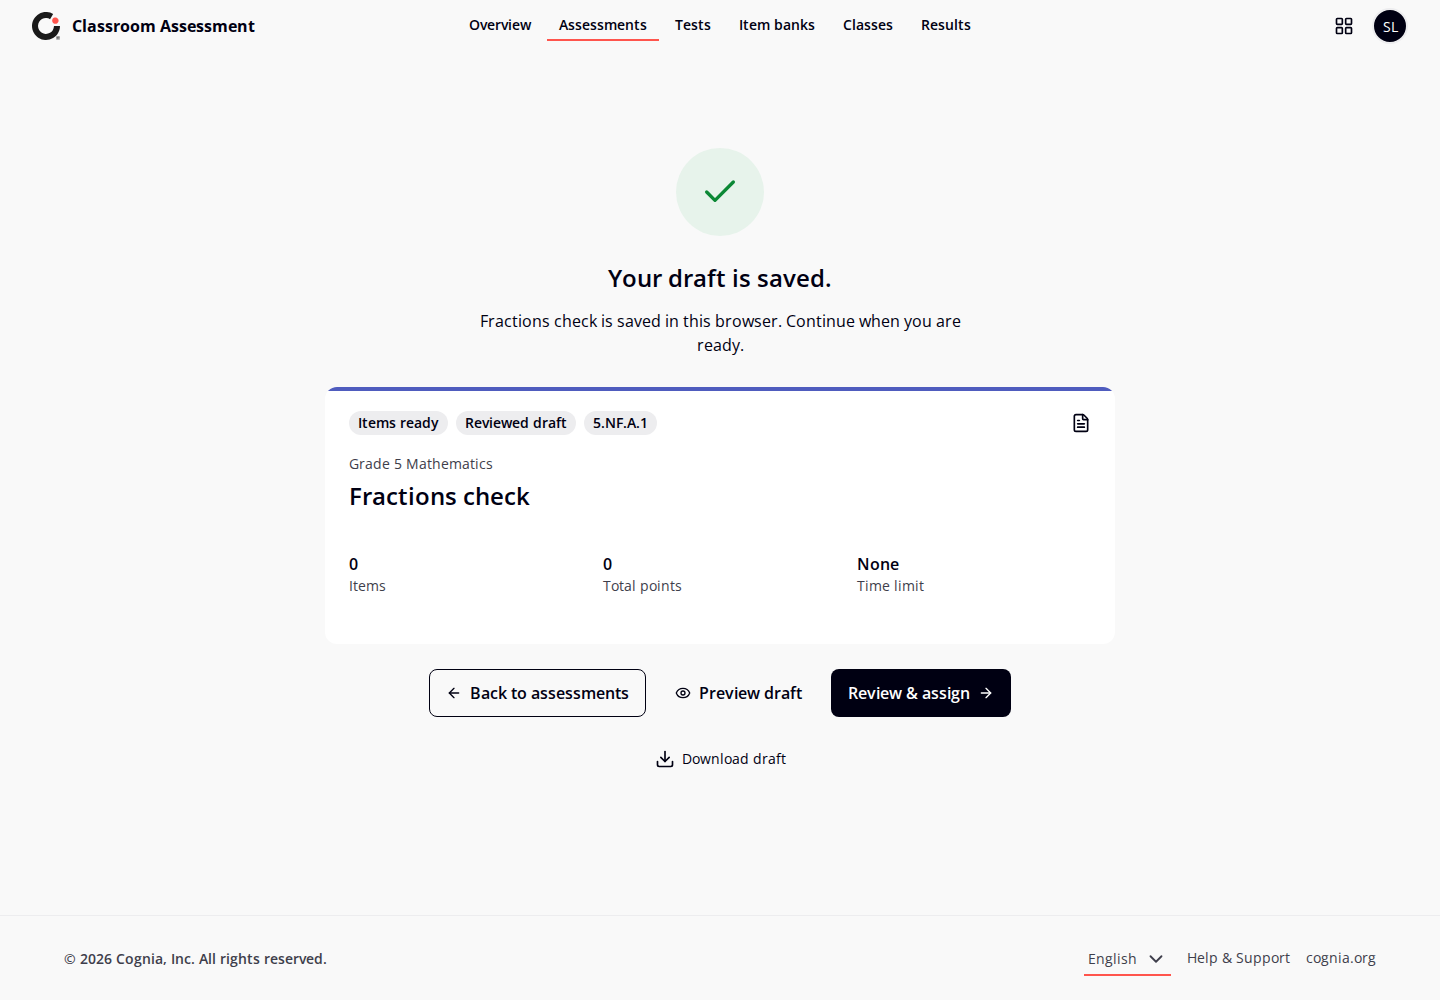 Classroom Assessment
Overview
Assessments
Tests
Item banks
Classes
Results
SL
Your draft is saved.
Fractions check is saved in this browser. Continue when you are
ready.
Items ready
Reviewed draft
5.NF.A.1
Grade 5 Mathematics
Fractions check
0
Items
0
Total points
None
Time limit
Back to assessments
Preview draft
Review & assign
Download draft
© 2026 Cognia, Inc. All rights reserved.
English
Help & Support
cognia.org